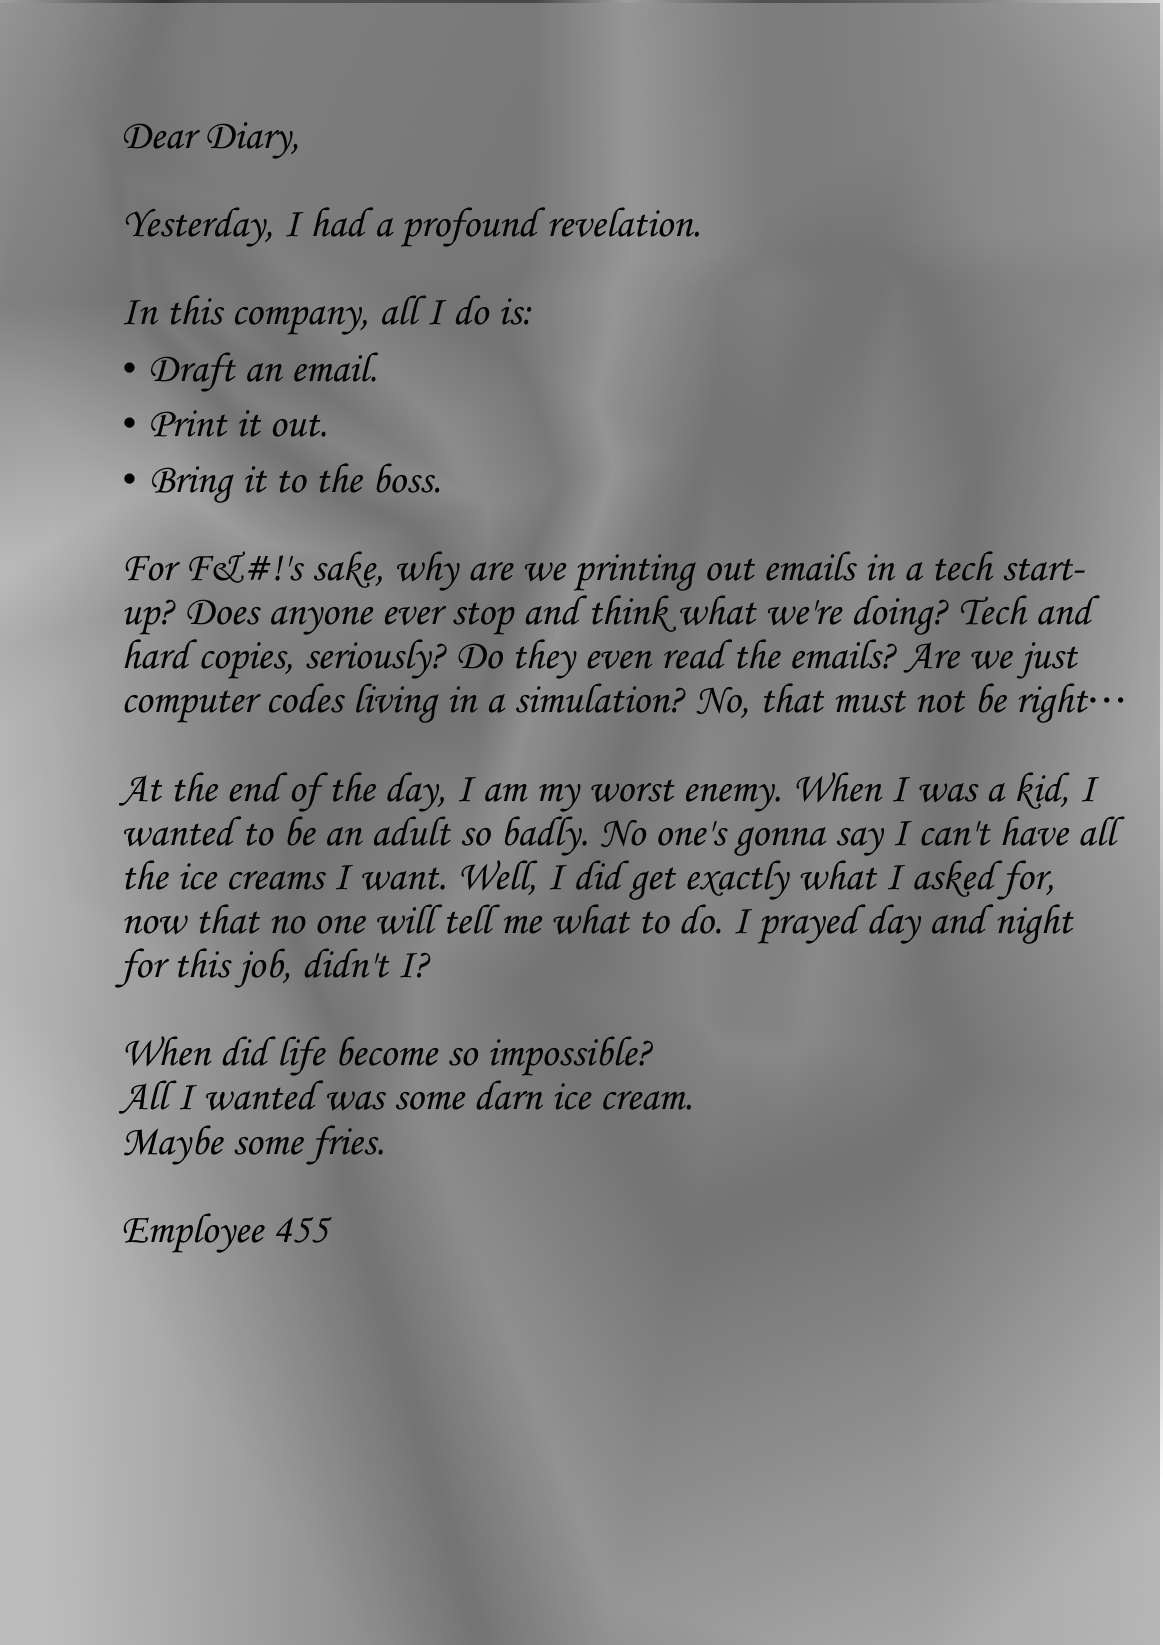 Dear Diary,
Yesterday, I had a profound revelation.
In this company, all I do is:
• Draft an email.
• Print it out.
• Bring it to the boss.
For F&#!'s sake, why are we printing out emails in a tech start-
up? Does anyone ever stop and think what we're doing? Tech and
hard copies, seriously? Do they even read the emails? Are we just
computer codes living in a simulation? No, that must not be right···
At the end of the day, I am my worst enemy. When I was a kid, I
wanted to be an adult so badly. No one's gonna say I can't have all
the ice creams I want. Well, I did get exactly what I asked for,
now that no one will tell me what to do. I prayed day and night
for this job, didn't I?
When did life become so impossible?
All I wanted was some darn ice cream.
Maybe some fries.
Employee 455